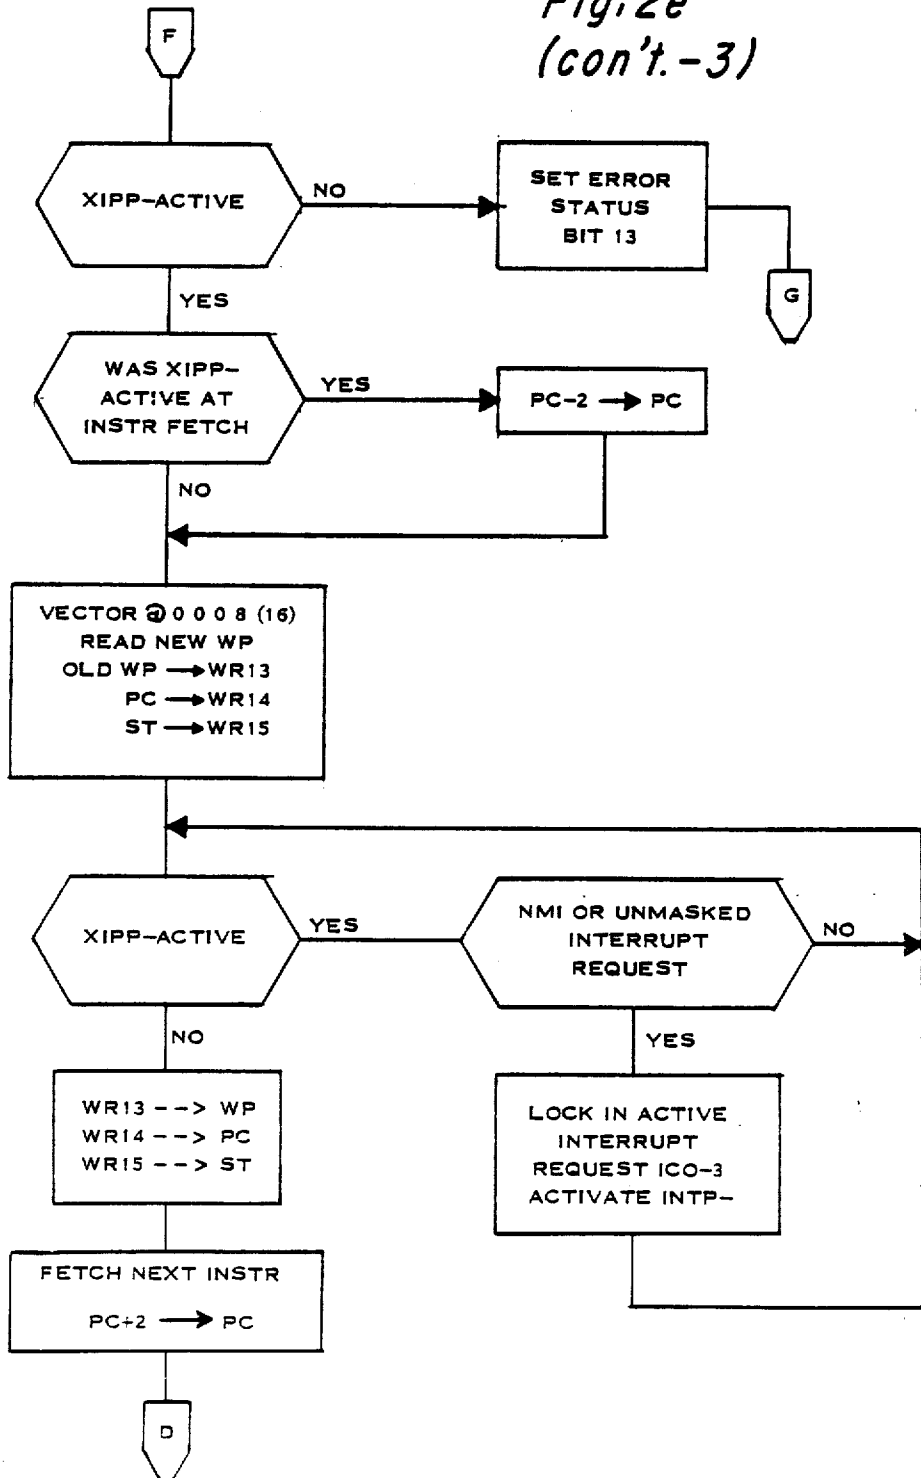 Fig. 2e
(con't.-3)
F
XIPP-ACTIVE
NO
SET ERROR
STATUS
BIT 13
G
YES
WAS XIPP-
ACTIVE AT
INSTR FETCH
YES
PC-2 → PC
NO
VECTOR @ 0 0 0 8 (16)
READ NEW WP
OLD WP → WR13
PC → WR14
ST → WR15
XIPP-ACTIVE
YES
NMI OR UNMASKED
INTERRUPT
REQUEST
NO
NO
YES
WR13 --> WP
WR14 --> PC
WR15 --> ST
LOCK IN ACTIVE
INTERRUPT
REQUEST ICO-3
ACTIVATE INTP-
FETCH NEXT INSTR
PC+2 → PC
D